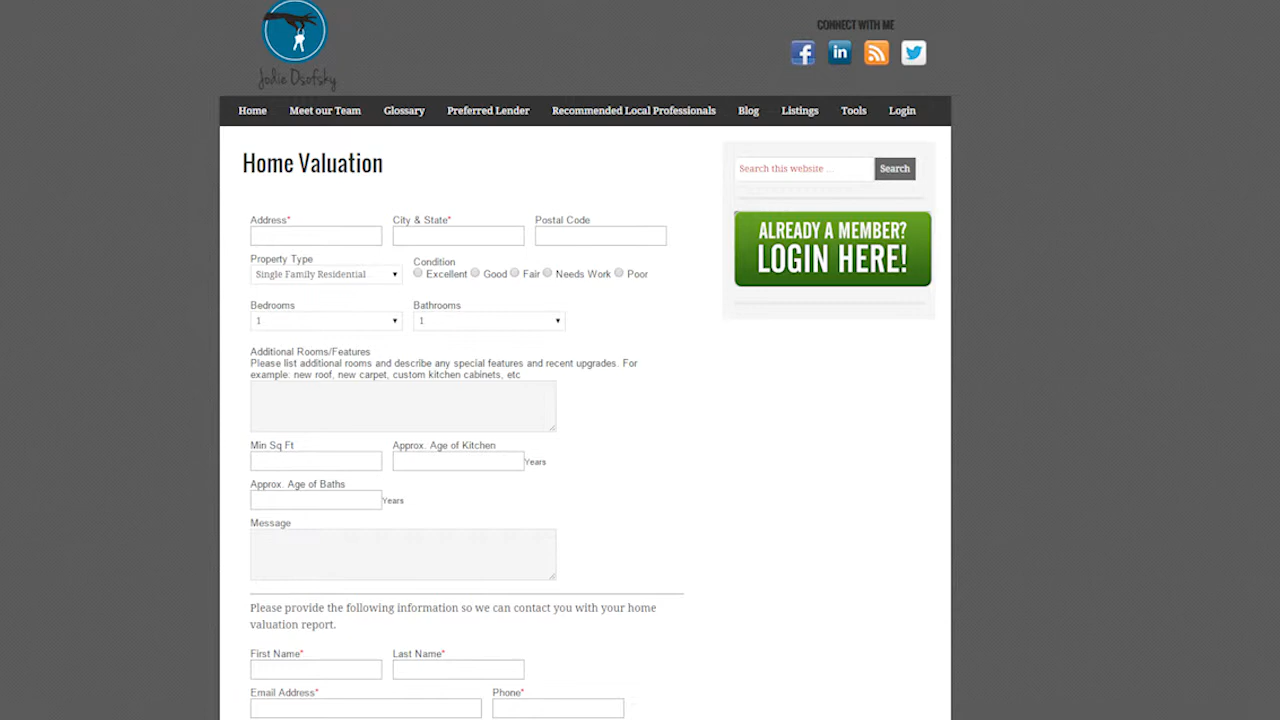 CONNECT WITH ME
Jodie Osofsky
Home Meet our Team Glossary Preferred Lender Recommended Local Professionals Blog Listings Tools Login
Home Valuation
Search this website ... Search
ALREADY A MEMBER?
LOGIN HERE!
Address* City & State* Postal Code
Property Type Condition
Single Family Residential Excellent Good Fair Needs Work Poor
Bedrooms Bathrooms
1 1
Additional Rooms/Features
Please list additional rooms and describe any special features and recent upgrades. For
example: new roof, new carpet, custom kitchen cabinets, etc
Min Sq Ft Approx. Age of Kitchen
Years
Approx. Age of Baths
Years
Message
Please provide the following information so we can contact you with your home
valuation report.
First Name* Last Name*
Email Address* Phone*